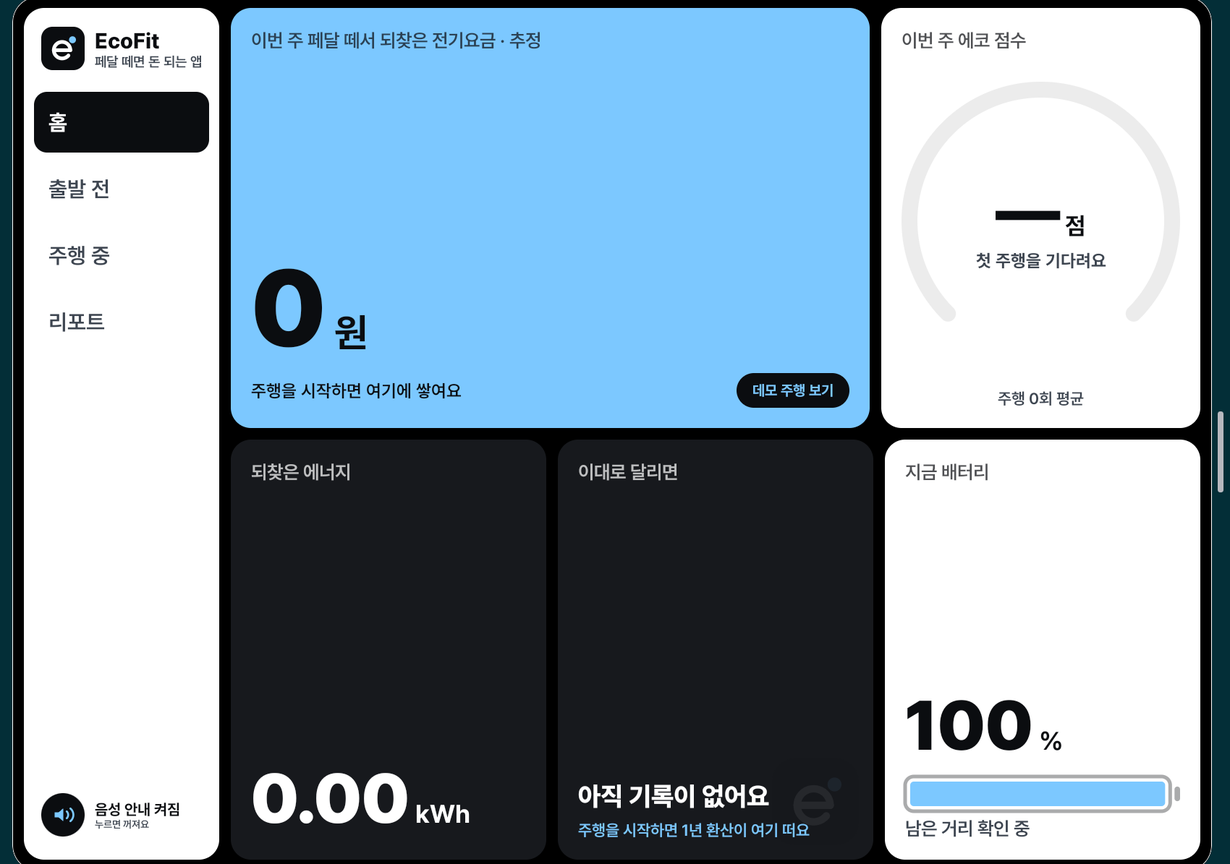 EcoFit
페달 떼면 돈 되는 앱
홈
출발 전
주행 중
리포트
음성 안내 켜짐
누르면 꺼져요
이번 주 페달 떼서 되찾은 전기요금 · 추정
0 원
주행을 시작하면 여기에 쌓여요
데모 주행 보기
이번 주 에코 점수
— 점
첫 주행을 기다려요
주행 0회 평균
되찾은 에너지
0.00 kWh
이대로 달리면
아직 기록이 없어요
주행을 시작하면 1년 환산이 여기 떠요
지금 배터리
100 %
남은 거리 확인 중